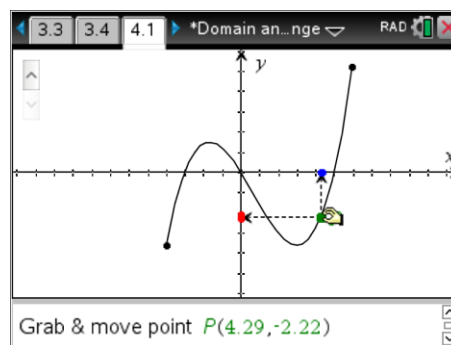 3.3 3.4 4.1 *Domain an...nge RAD
y
x
Grab & move point P(4.29,-2.22)